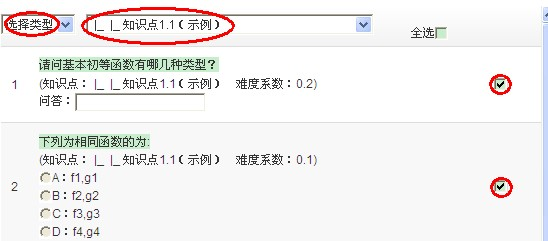 选择类型 |_ |_ 知识点1.1（示例）
全选
请问基本初等函数有哪几种类型？
1 (知识点： |_ |_ 知识点1.1（示例） 难度系数：0.2)
问答：
下列为相同函数的为:
(知识点： |_ |_ 知识点1.1（示例） 难度系数：0.1)
2 A：f1,g1
B：f2,g2
C：f3,g3
D：f4,g4